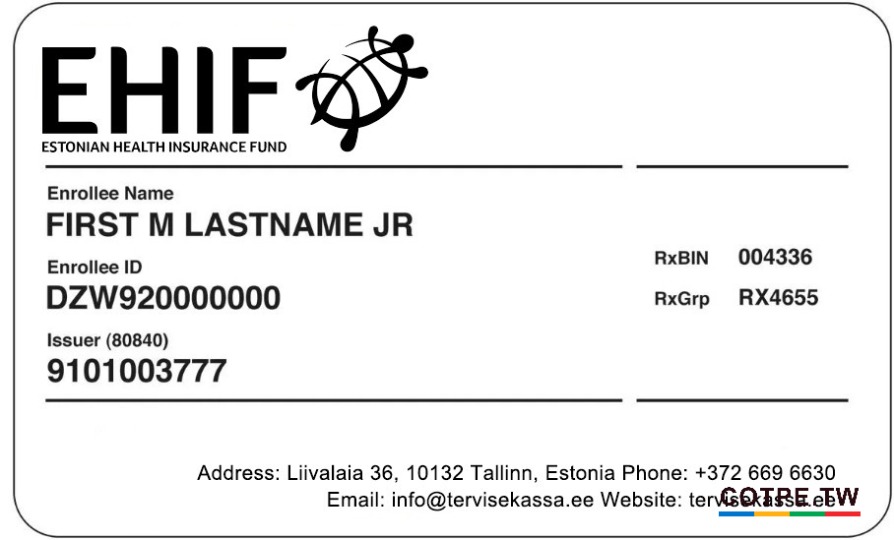 EHIF
ESTONIAN HEALTH INSURANCE FUND
Enrollee Name
FIRST M LASTNAME JR
Enrollee ID
DZW920000000
Issuer (80840)
9101003777
RxBIN 004336
RxGrp RX4655
Address: Liivalaia 36, 10132 Tallinn, Estonia Phone: +372 669 6630
Email: info@tervisekassa.ee Website: tervisekassa.ee
COTPE.TW